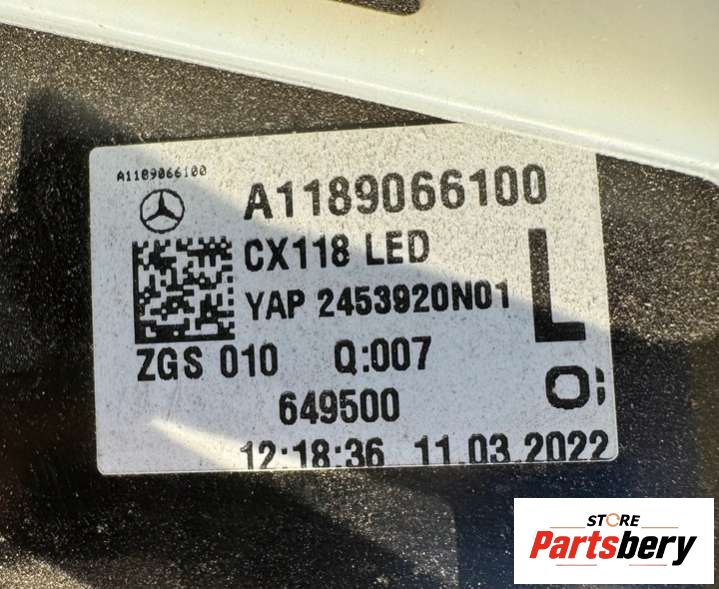 A1189066100
A1189066100
CX118 LED
YAP 2453920N01
L
ZGS 010 Q:007
649500
12:18:36 11.03.2022
STORE
Partsbery